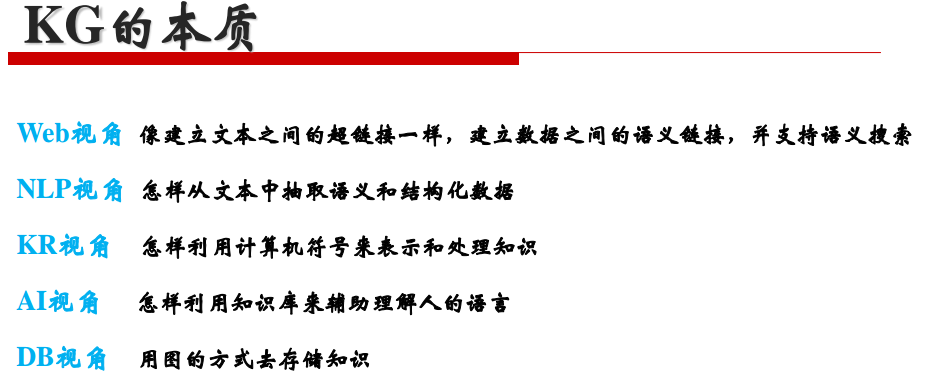 KG的本质
Web视角 像建立文本之间的超链接一样，建立数据之间的语义链接，并支持语义搜索
NLP视角 怎样从文本中抽取语义和结构化数据
KR视角 怎样利用计算机符号来表示和处理知识
AI视角 怎样利用知识库来辅助理解人的语言
DB视角 用图的方式去存储知识